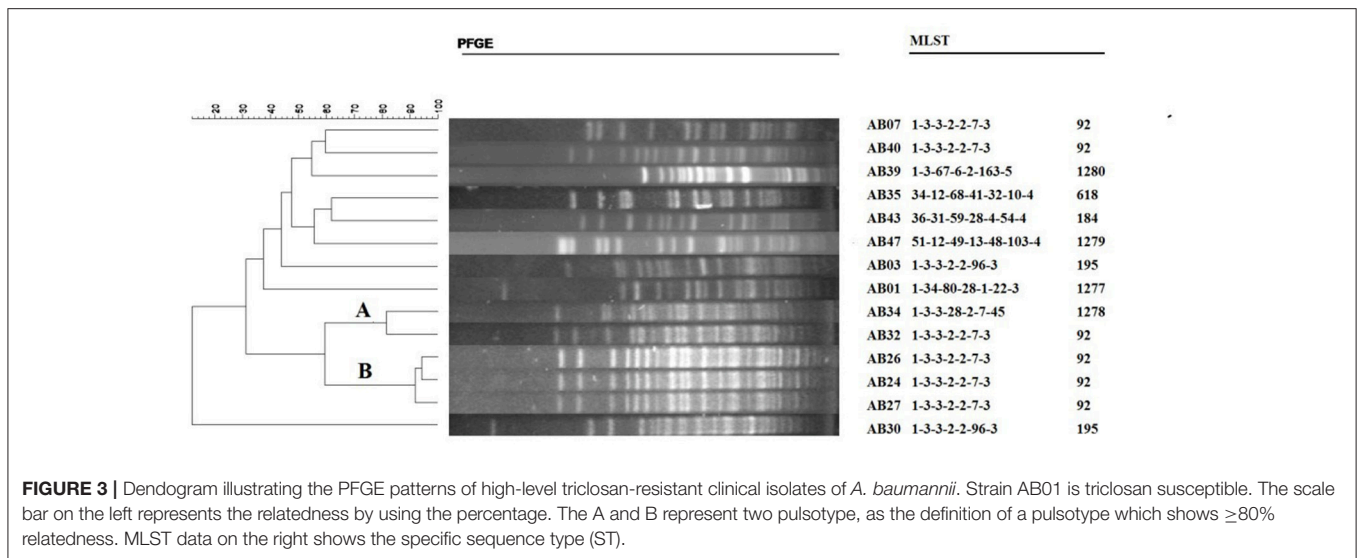 PFGE
MLST
20 30 40 50 60 70 80 90 100
AB07 1-3-3-2-2-7-3 92
AB40 1-3-3-2-2-7-3 92
AB39 1-3-67-6-2-163-5 1280
AB35 34-12-68-41-32-10-4 618
AB43 36-31-59-28-4-54-4 184
AB47 51-12-49-13-48-103-4 1279
AB03 1-3-3-2-2-96-3 195
AB01 1-34-80-28-1-22-3 1277
A
AB34 1-3-3-28-2-7-45 1278
AB32 1-3-3-2-2-7-3 92
AB26 1-3-3-2-2-7-3 92
B
AB24 1-3-3-2-2-7-3 92
AB27 1-3-3-2-2-7-3 92
AB30 1-3-3-2-2-96-3 195
FIGURE 3 | Dendogram illustrating the PFGE patterns of high-level triclosan-resistant clinical isolates of A. baumannii. Strain AB01 is triclosan susceptible. The scale
bar on the left represents the relatedness by using the percentage. The A and B represent two pulsotype, as the definition of a pulsotype which shows ≥80%
relatedness. MLST data on the right shows the specific sequence type (ST).